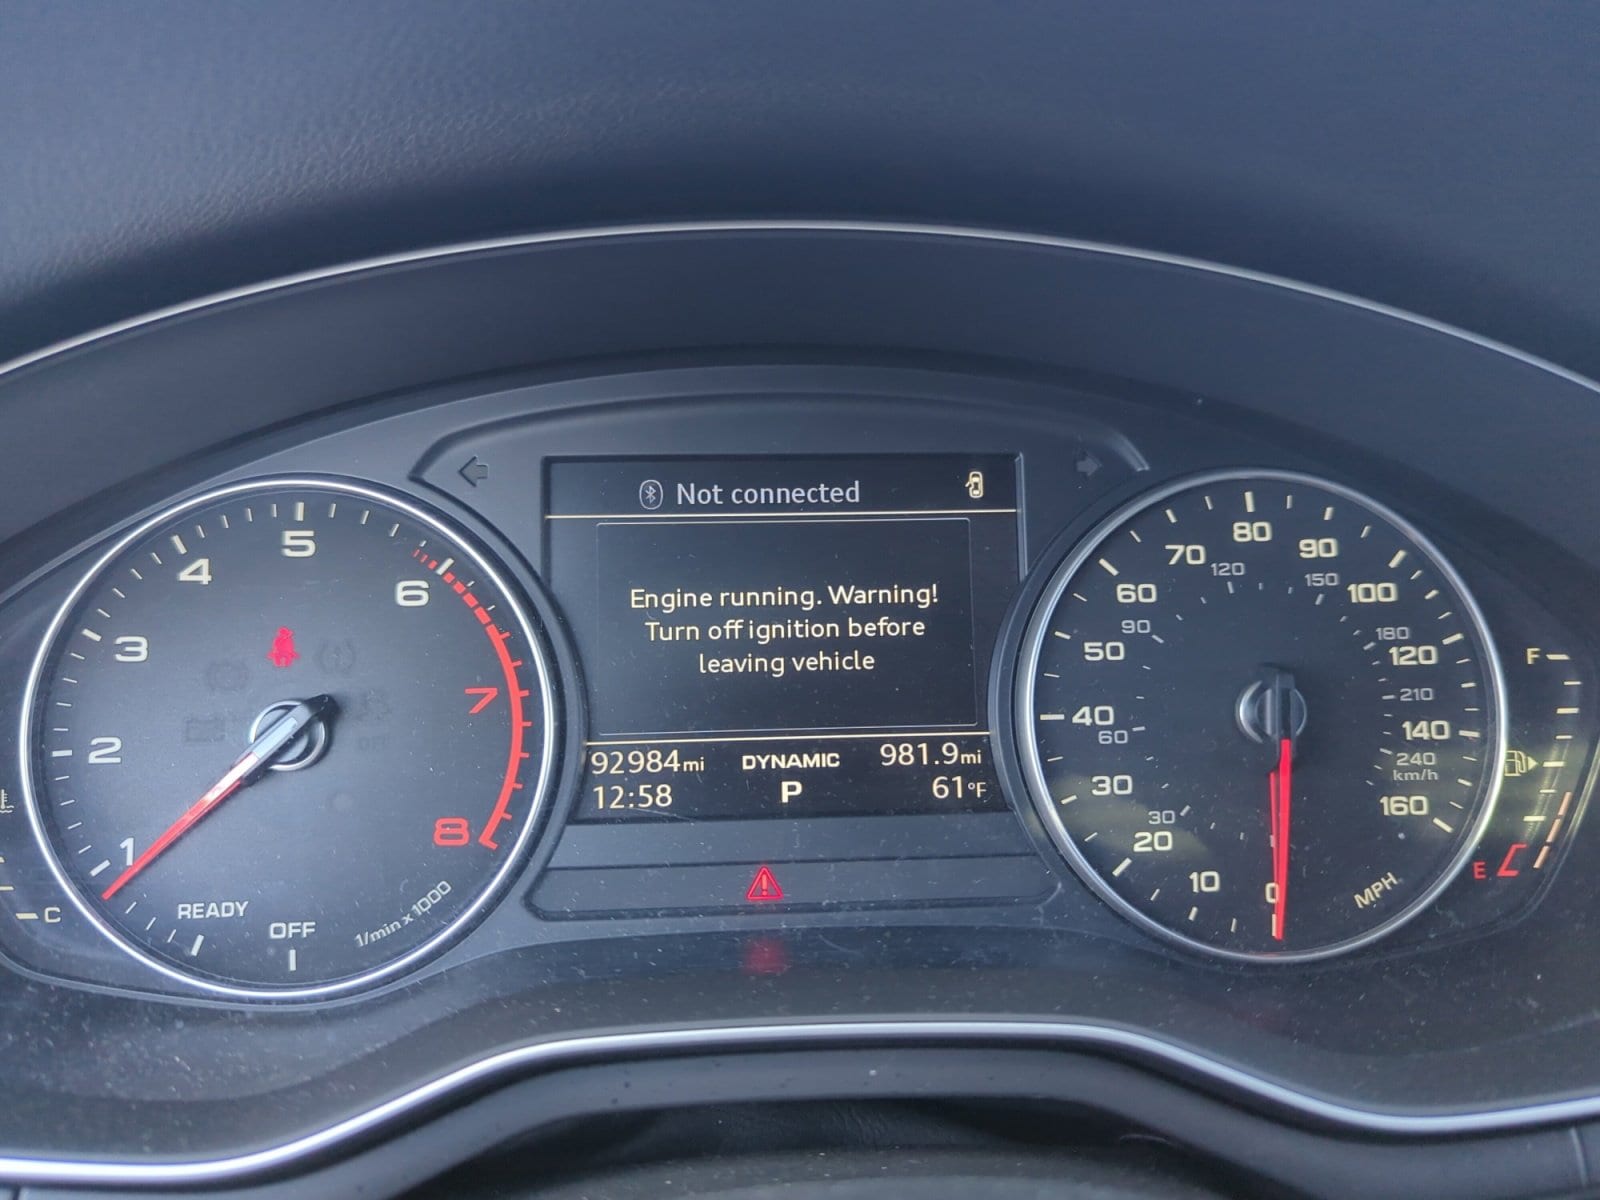 Not connected
Engine running. Warning!
Turn off ignition before
leaving vehicle
92984mi
DYNAMIC
981.9mi
12:58
P
61°F
1
2
3
4
5
6
7
8
READY
OFF
1/min x 1000
C
0
10
20
30
40
50
60
70
80
90
100
120
140
160
30
60
90
120
150
180
210
240
km/h
MPH
F
E